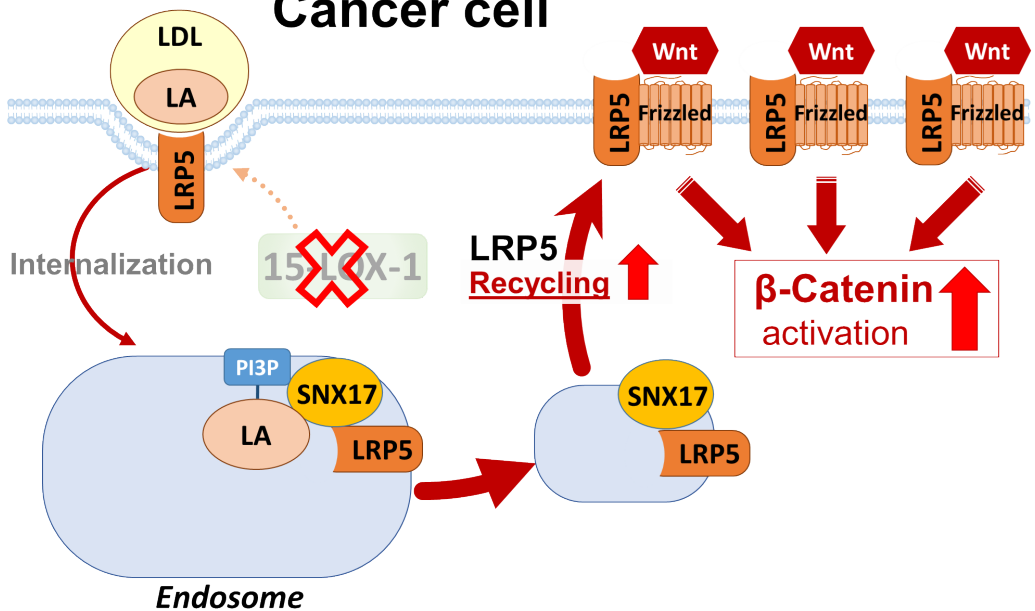 Cancer cell
LDL
LA
LRP5
Wnt
Wnt
Wnt
LRP5
Frizzled
LRP5
Frizzled
LRP5
Frizzled
Internalization
15-LOX-1
LRP5
Recycling
β-Catenin
activation
PI3P
SNX17
LA
LRP5
SNX17
LRP5
Endosome